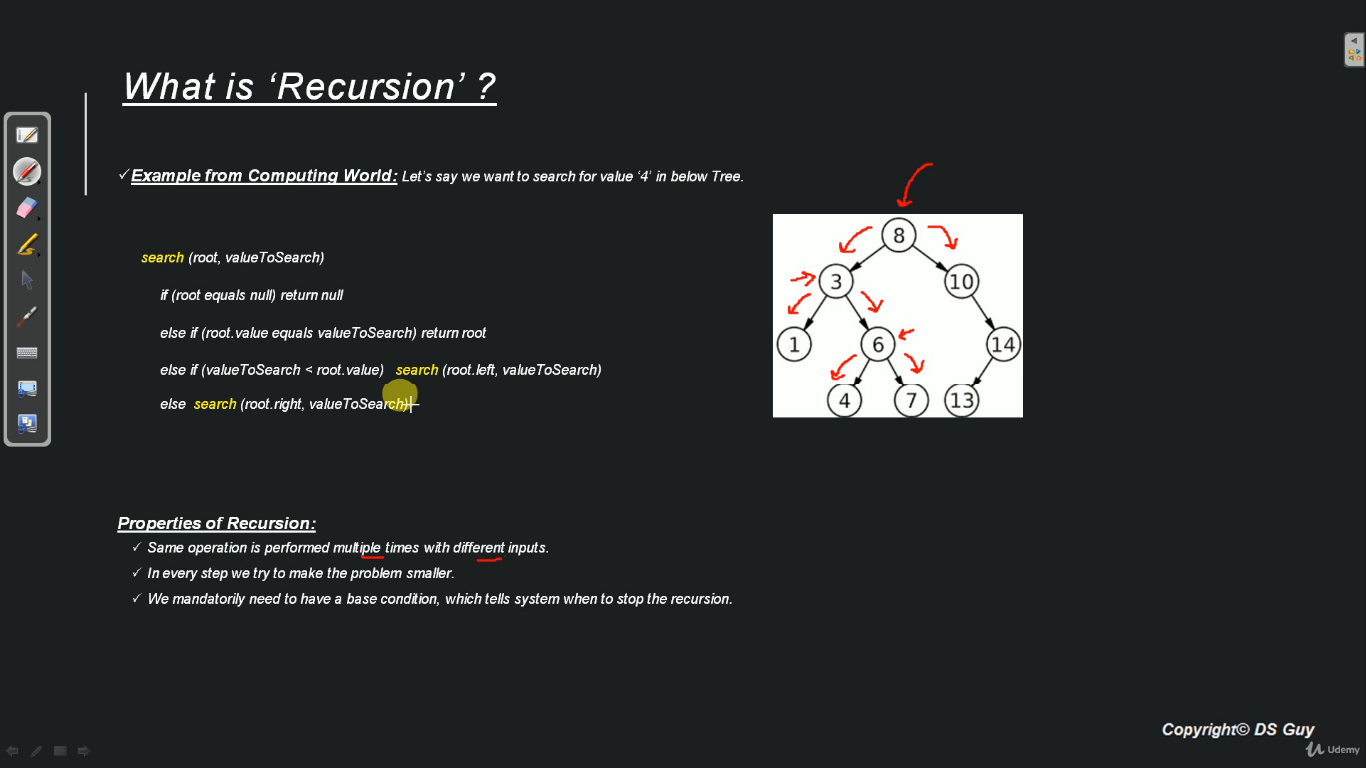 What is ‘Recursion’ ?
✓Example from Computing World: Let’s say we want to search for value ‘4’ in below Tree.
search (root, valueToSearch)
if (root equals null) return null
else if (root.value equals valueToSearch) return root
else if (valueToSearch < root.value) search (root.left, valueToSearch)
else search (root.right, valueToSearch)
8
3 10
1 6 14
4 7 13
Properties of Recursion:
✓ Same operation is performed multiple times with different inputs.
✓ In every step we try to make the problem smaller.
✓ We mandatorily need to have a base condition, which tells system when to stop the recursion.
Copyright© DS Guy
Udemy